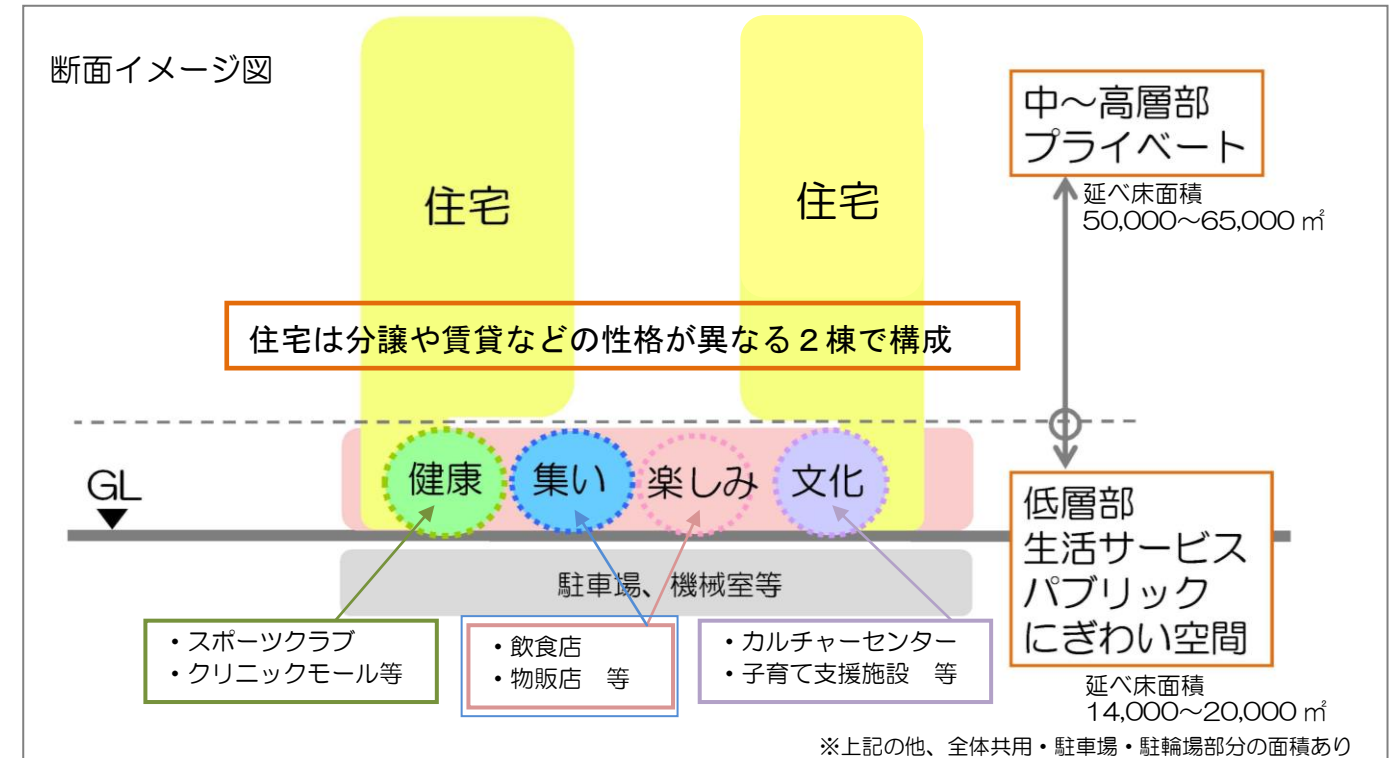 断面イメージ図
中～高層部
プライベート
延べ床面積
50,000～65,000 ㎡
住宅
住宅
住宅は分譲や賃貸などの性格が異なる２棟で構成
GL
健康
集い
楽しみ
文化
低層部
生活サービス
パブリック
にぎわい空間
延べ床面積
14,000～20,000 ㎡
駐車場、機械室等
・スポーツクラブ
・クリニックモール等
・飲食店
・物販店　等
・カルチャーセンター
・子育て支援施設　等
※上記の他、全体共用・駐車場・駐輪場部分の面積あり